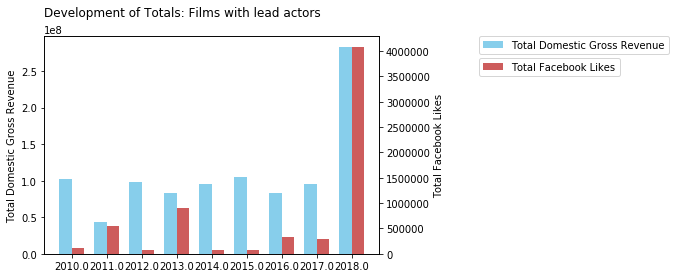 Development of Totals: Films with lead actors
1e8
Total Domestic Gross Revenue
Total Facebook Likes
2.5
2.0
1.5
1.0
0.5
0.0
Total Domestic Gross Revenue
4000000
3500000
3000000
2500000
2000000
1500000
1000000
500000
0
Total Facebook Likes
2010.0 2011.0 2012.0 2013.0 2014.0 2015.0 2016.0 2017.0 2018.0